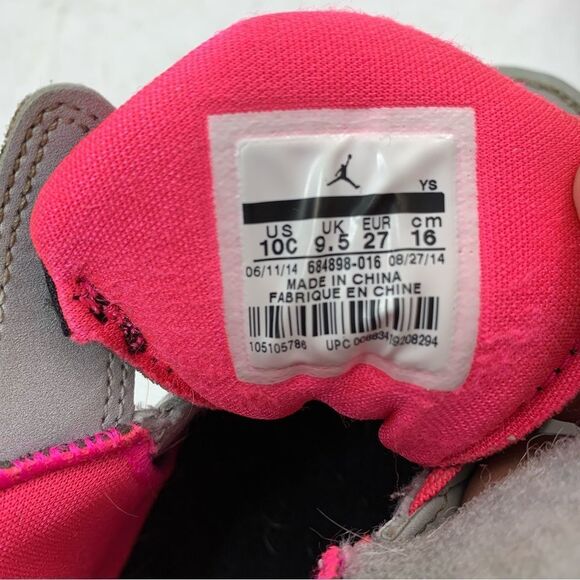 YS
US UK EUR cm
10C 9.5 27 16
06/11/14 684898-016 08/27/14
MADE IN CHINA
FABRIQUE EN CHINE
105105786 UPC